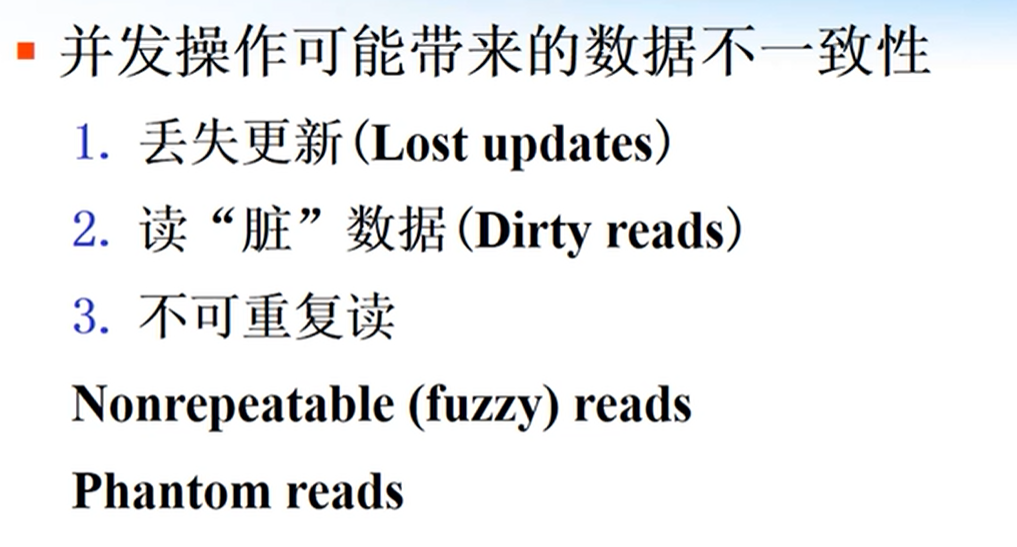 并发操作可能带来的数据不一致性
1. 丢失更新(Lost updates)
2. 读“脏”数据(Dirty reads)
3. 不可重复读
Nonrepeatable (fuzzy) reads
Phantom reads